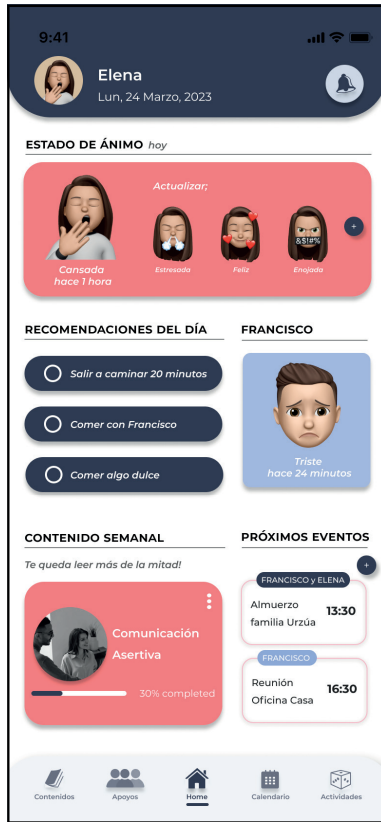 9:41
Elena
Lun, 24 Marzo, 2023
ESTADO DE ÁNIMO hoy
Actualizar;
&$!#%
Cansada
hace 1 hora
Estresada
Feliz
Enojada
+
RECOMENDACIONES DEL DÍA
Salir a caminar 20 minutos
Comer con Francisco
Comer algo dulce
FRANCISCO
Triste
hace 24 minutos
CONTENIDO SEMANAL
Te queda leer más de la mitad!
Comunicación
Asertiva
30% completed
PRÓXIMOS EVENTOS
+
FRANCISCO y ELENA
Almuerzo
familia Urzúa
13:30
FRANCISCO
Reunión
Oficina Casa
16:30
Contenidos
Apoyos
Home
Calendario
Actividades